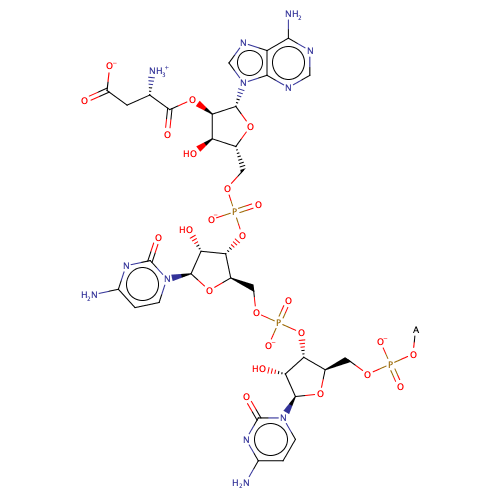 NH₂
O⁻ NH₃⁺ N N
O O N N
O HO O
O
O⁻ P O
HO O
O
N N O
H₂N O O
P O⁻
O O A
HO O⁻ O
O O O P
N O
N
H₂N